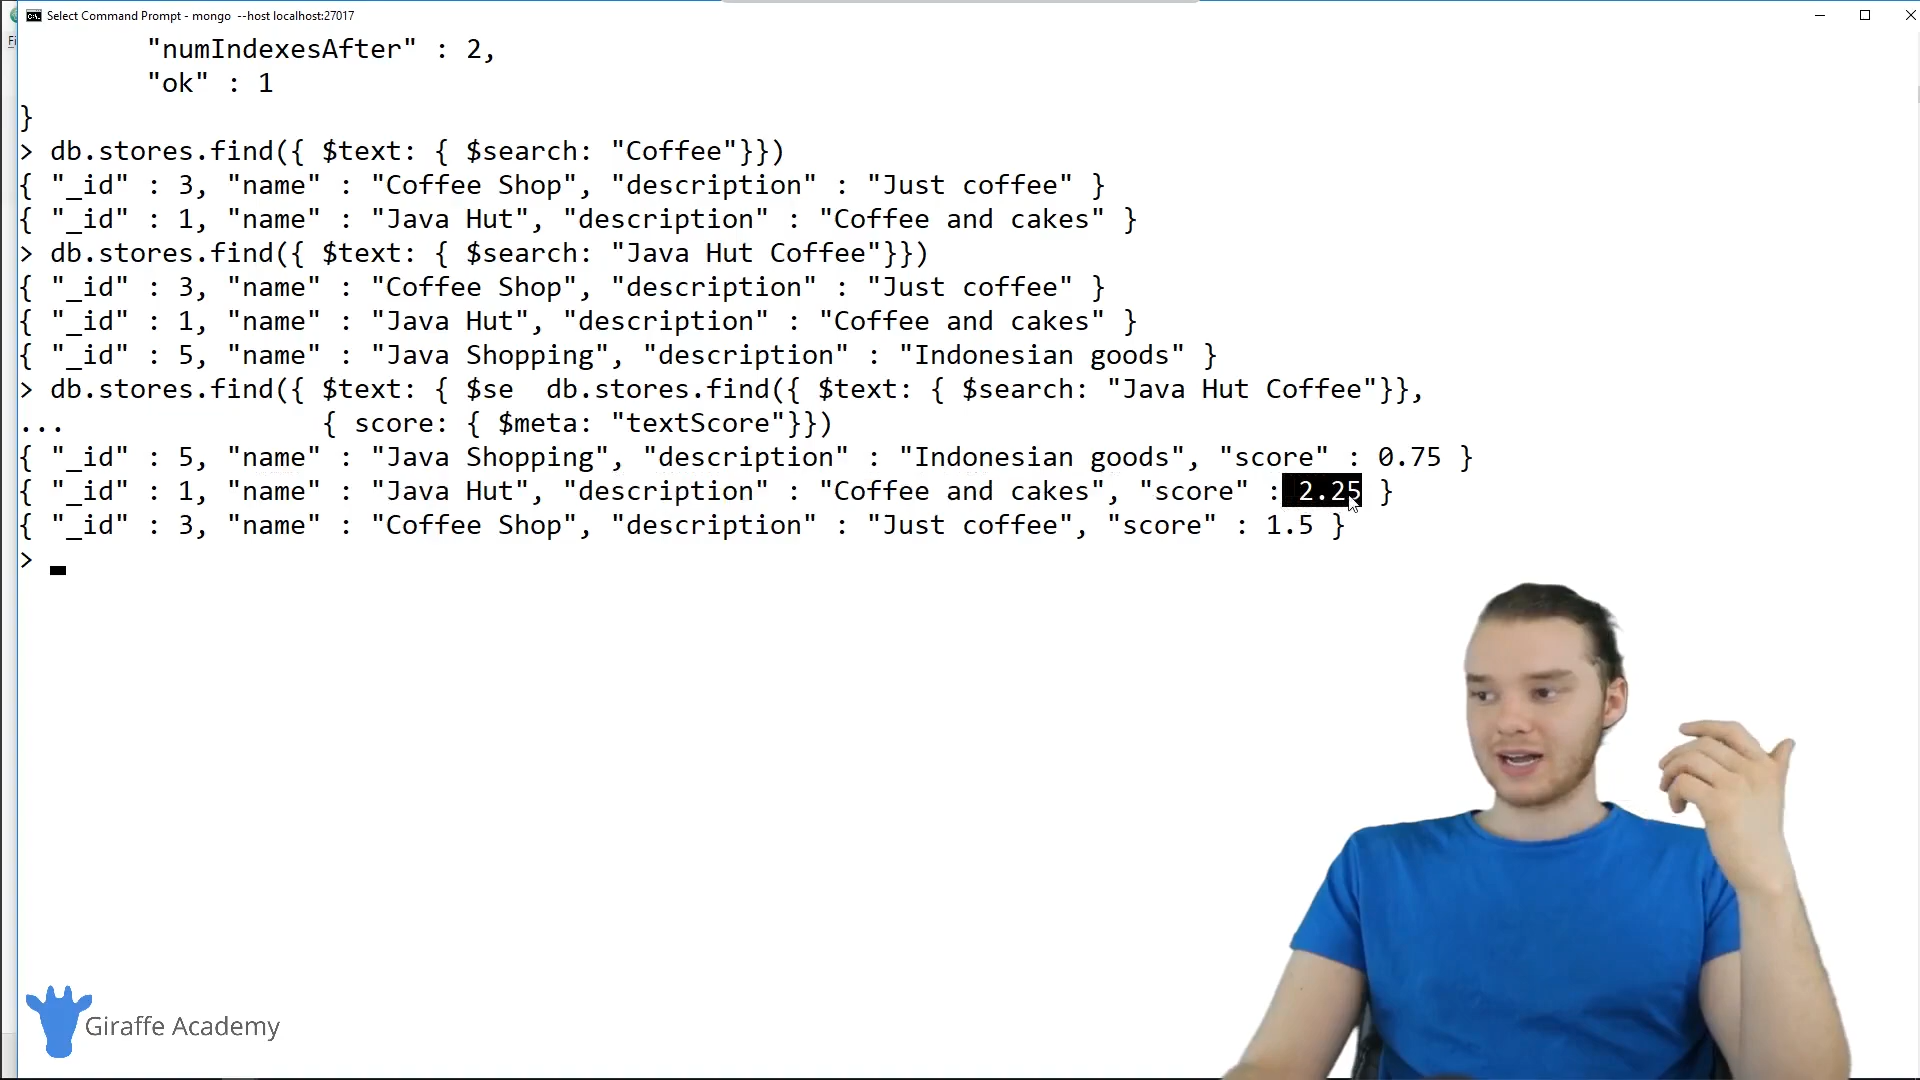 Select Command Prompt - mongo --host localhost:27017
"numIndexesAfter" : 2,
"ok" : 1
}
> db.stores.find({ $text: { $search: "Coffee"}})
{ "_id" : 3, "name" : "Coffee Shop", "description" : "Just coffee" }
{ "_id" : 1, "name" : "Java Hut", "description" : "Coffee and cakes" }
> db.stores.find({ $text: { $search: "Java Hut Coffee"}})
{ "_id" : 3, "name" : "Coffee Shop", "description" : "Just coffee" }
{ "_id" : 1, "name" : "Java Hut", "description" : "Coffee and cakes" }
{ "_id" : 5, "name" : "Java Shopping", "description" : "Indonesian goods" }
> db.stores.find({ $text: { $se  db.stores.find({ $text: { $search: "Java Hut Coffee"}},
...                { score: { $meta: "textScore"}})
{ "_id" : 5, "name" : "Java Shopping", "description" : "Indonesian goods", "score" : 0.75 }
{ "_id" : 1, "name" : "Java Hut", "description" : "Coffee and cakes", "score" : 2.25 }
{ "_id" : 3, "name" : "Coffee Shop", "description" : "Just coffee", "score" : 1.5 }
>
Giraffe Academy